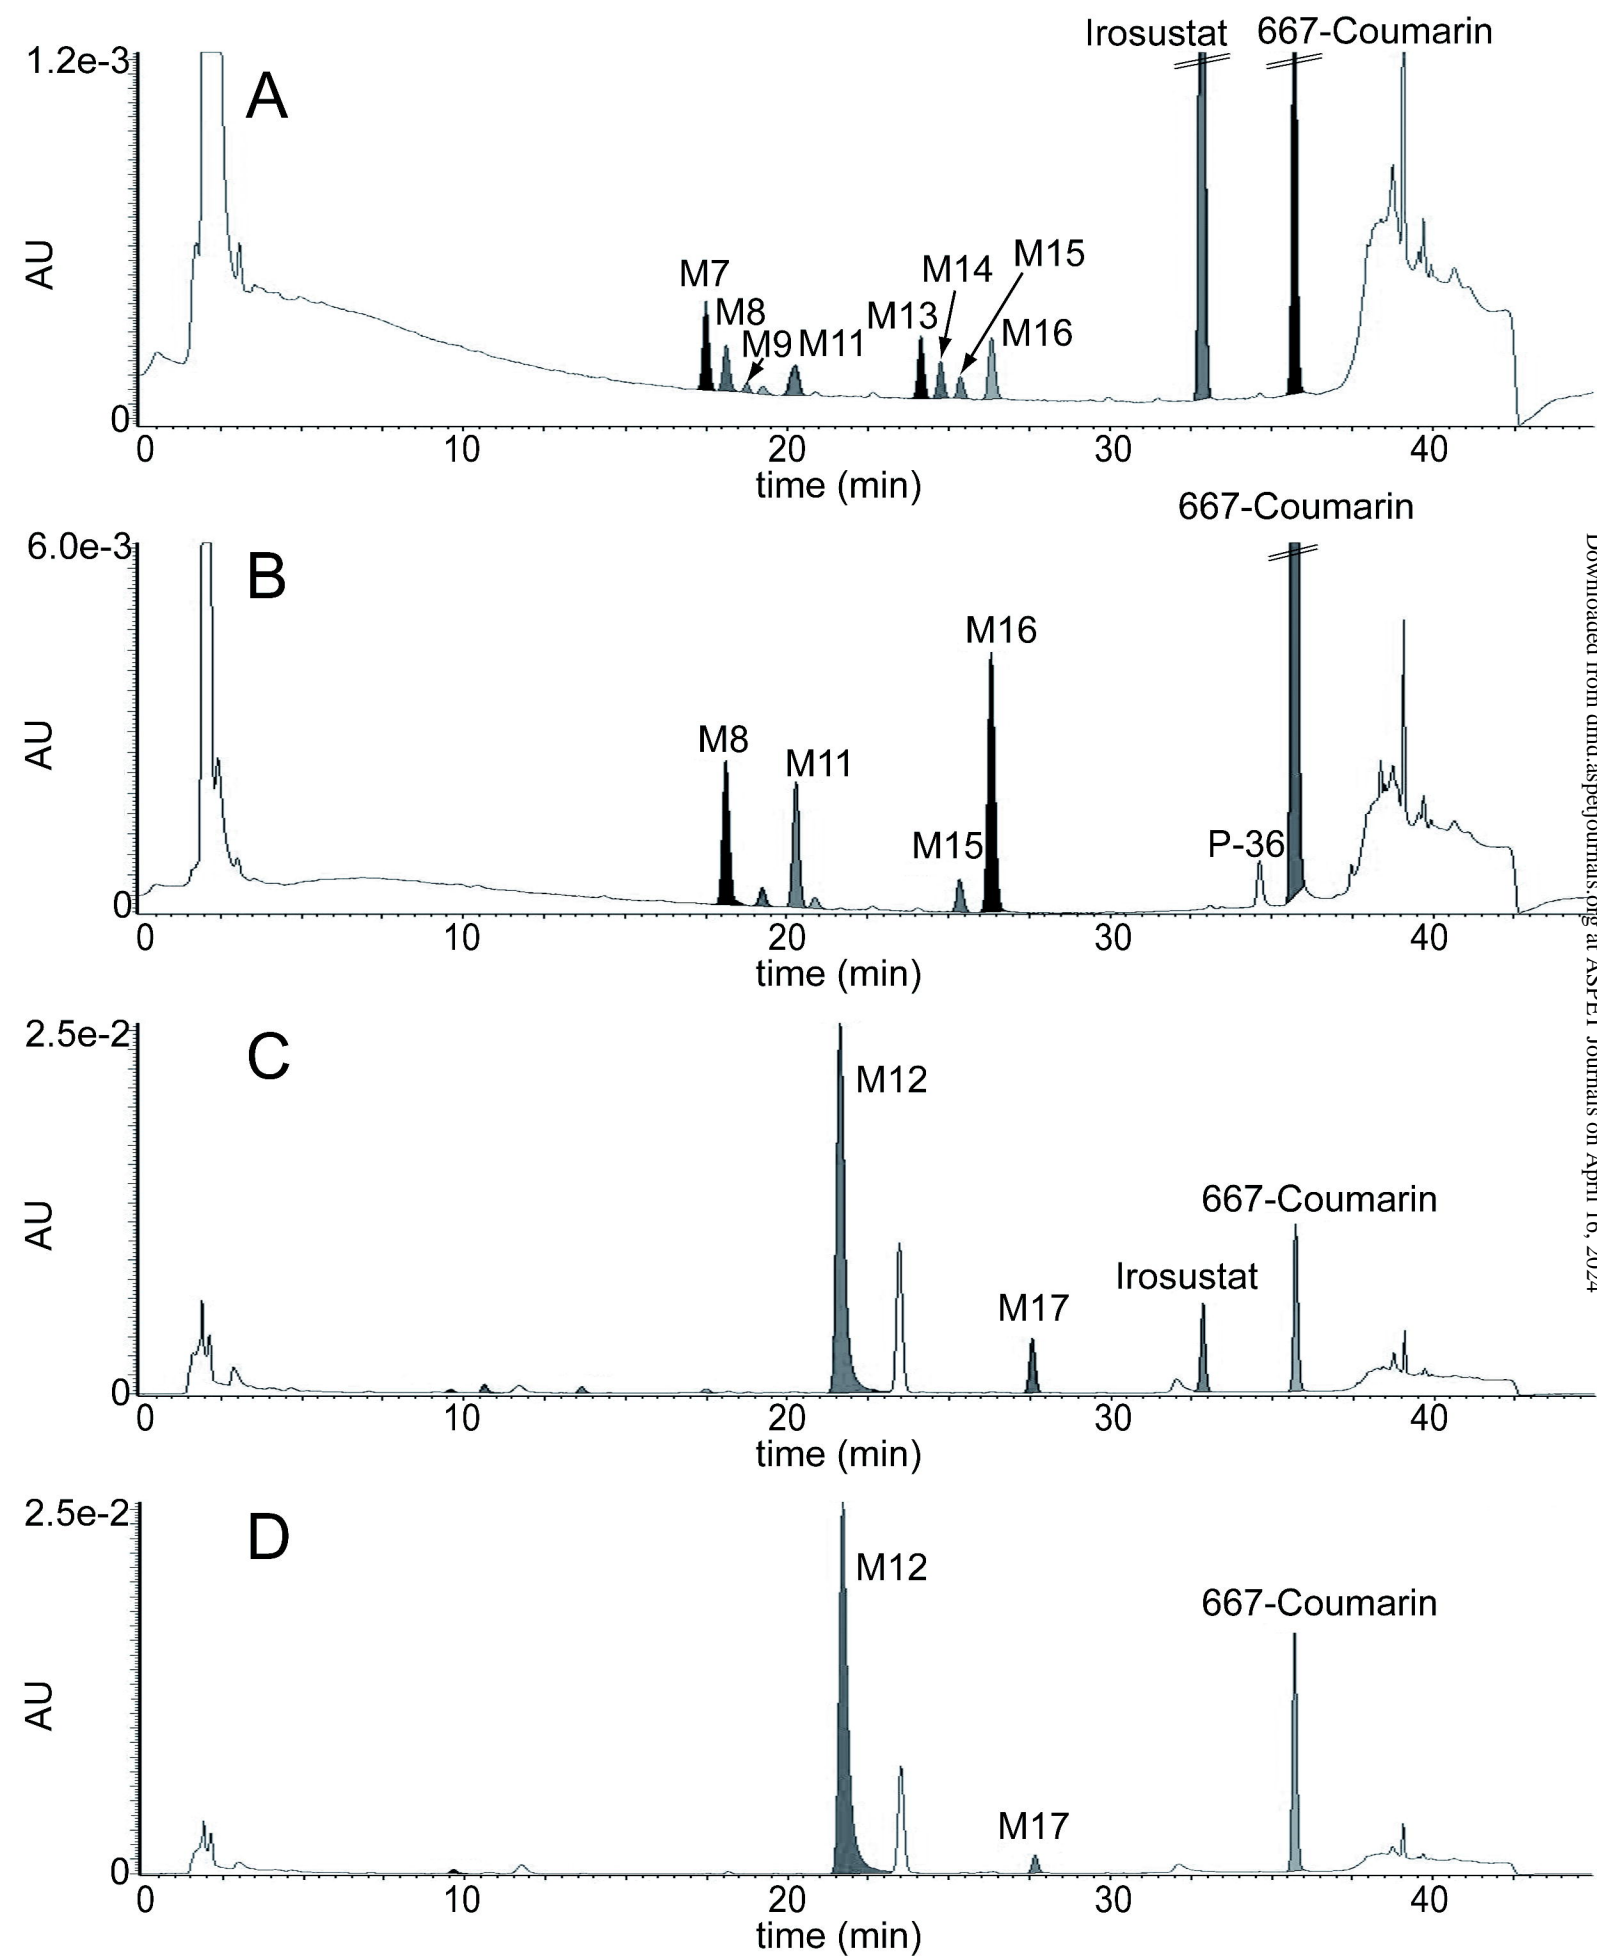 Irosustat 667-Coumarin
1.2e-3
A
AU
M7
M8
M9
M11
M13
M14
M15
M16
0
0 10 20 30 40
time (min)
667-Coumarin
6.0e-3
B
AU
M8
M11
M15
M16
P-36
0
0 10 20 30 40
time (min)
2.5e-2
C
AU
M12
M17
Irosustat
667-Coumarin
0
0 10 20 30 40
time (min)
2.5e-2
D
AU
M12
M17
667-Coumarin
0
0 10 20 30 40
time (min)
Downloaded from dmd.aspetjournals.org at ASPET Journals on April 16, 2024